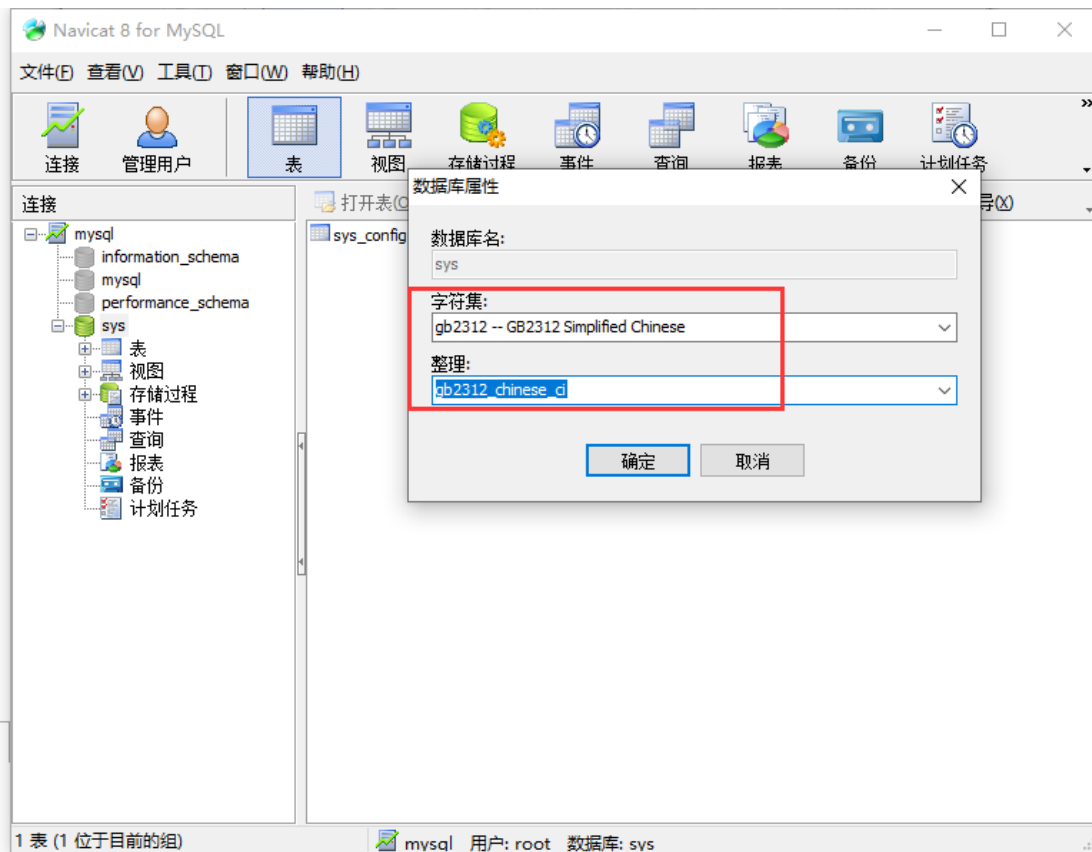 Navicat 8 for MySQL
文件(F) 查看(V) 工具(T) 窗口(W) 帮助(H)
连接 管理用户 表 视图 存储过程 事件 查询 报表 备份 计划任务
连接
打开表(O
导(X)
mysql
information_schema
mysql
performance_schema
sys
表
视图
存储过程
事件
查询
报表
备份
计划任务
sys_config
数据库属性
数据库名:
sys
字符集:
gb2312 -- GB2312 Simplified Chinese
整理:
gb2312_chinese_ci
确定 取消
1 表 (1 位于目前的组) mysql 用户: root 数据库: sys